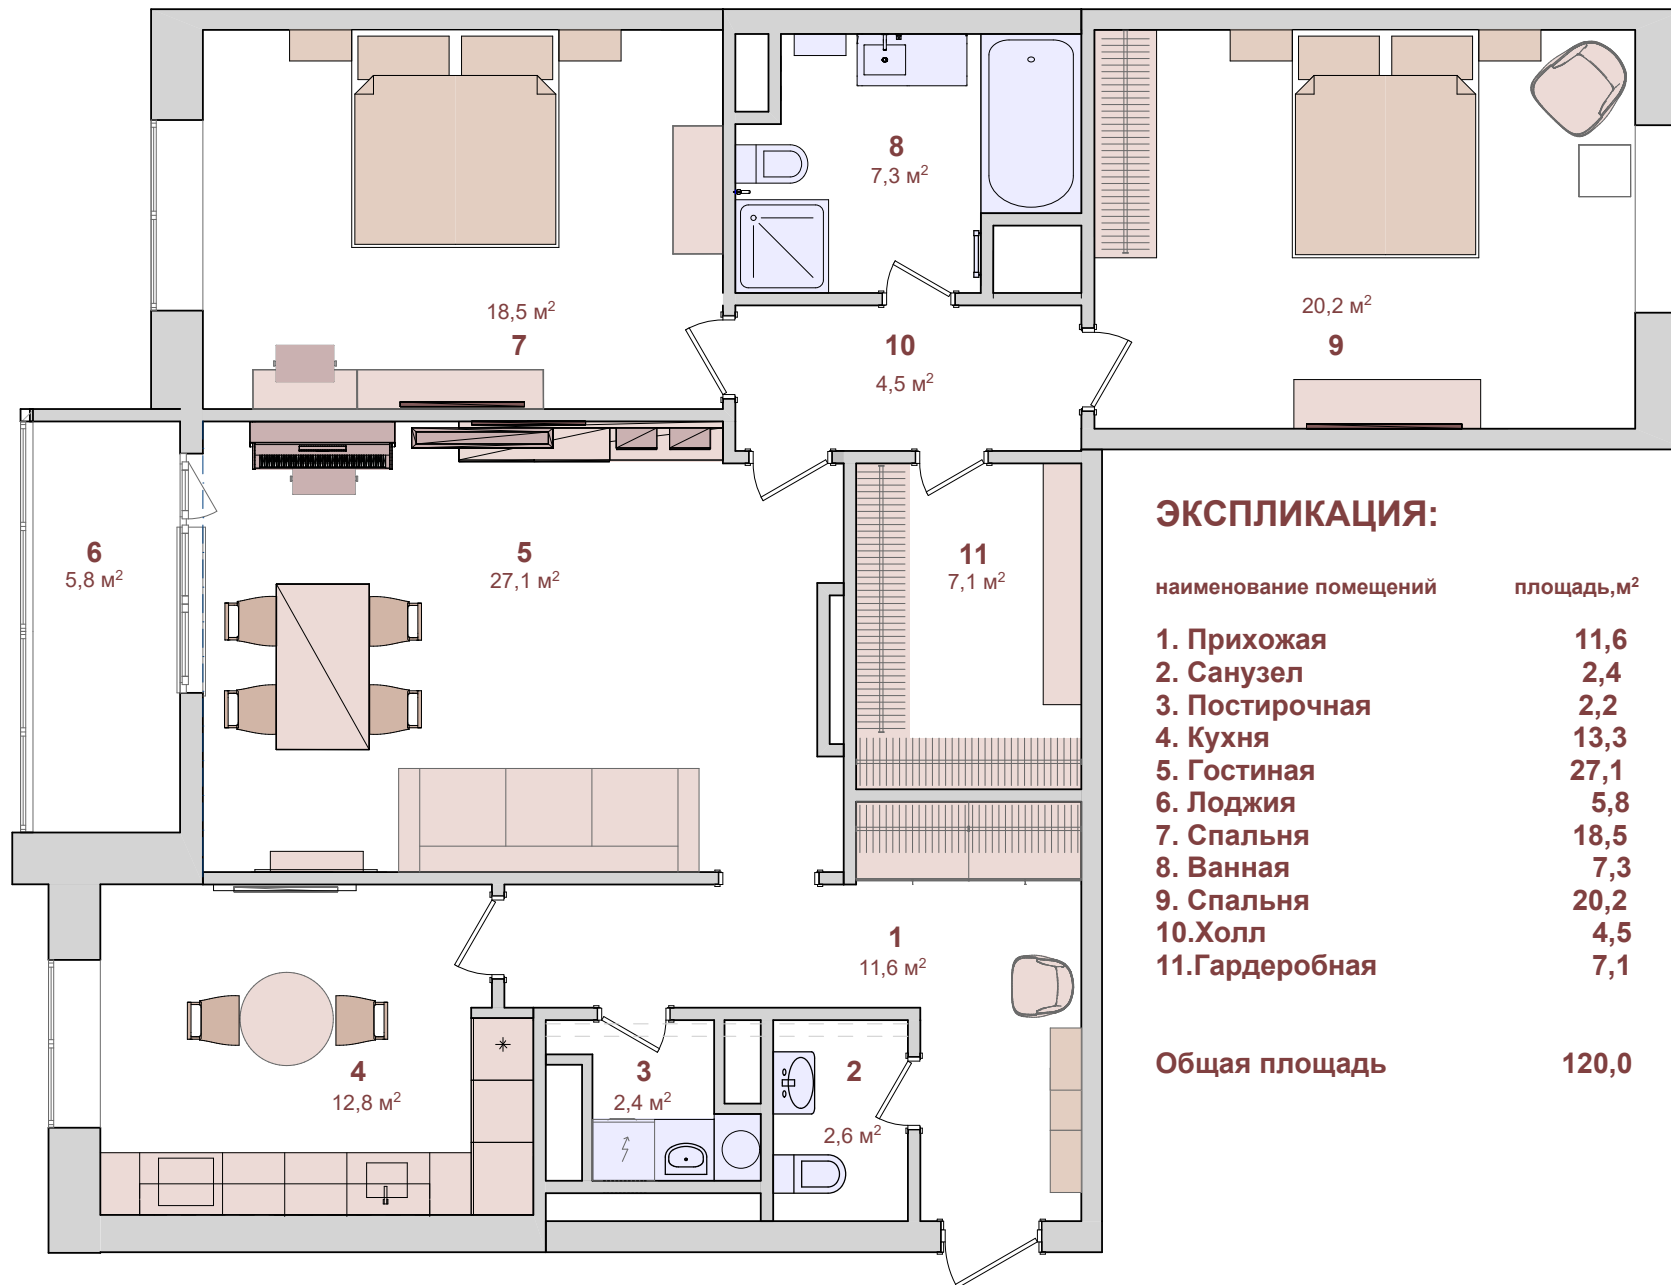 8
7,3 м²
18,5 м²
7
10
4,5 м²
20,2 м²
9
6
5,8 м²
5
27,1 м²
11
7,1 м²
1
11,6 м²
4
12,8 м²
3
2,4 м²
2
2,6 м²
ЭКСПЛИКАЦИЯ:
наименование помещений площадь,м²
1. Прихожая 11,6
2. Санузел 2,4
3. Постирочная 2,2
4. Кухня 13,3
5. Гостиная 27,1
6. Лоджия 5,8
7. Спальня 18,5
8. Ванная 7,3
9. Спальня 20,2
10.Холл 4,5
11.Гардеробная 7,1
Общая площадь 120,0